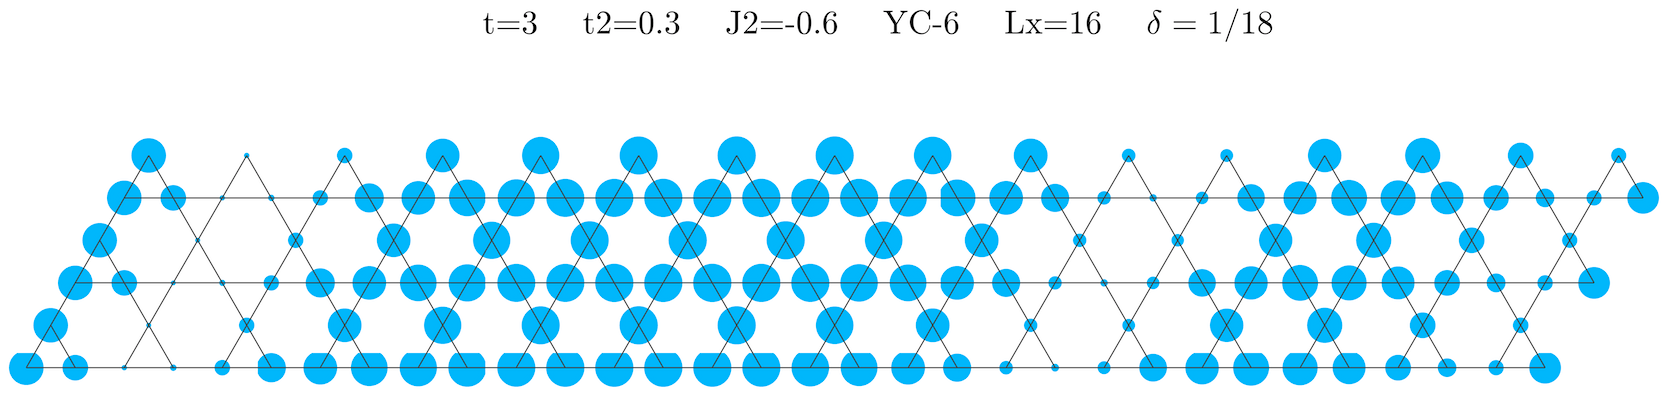 t=3 t2=0.3 J2=-0.6 YC-6 Lx=16 δ = 1/18